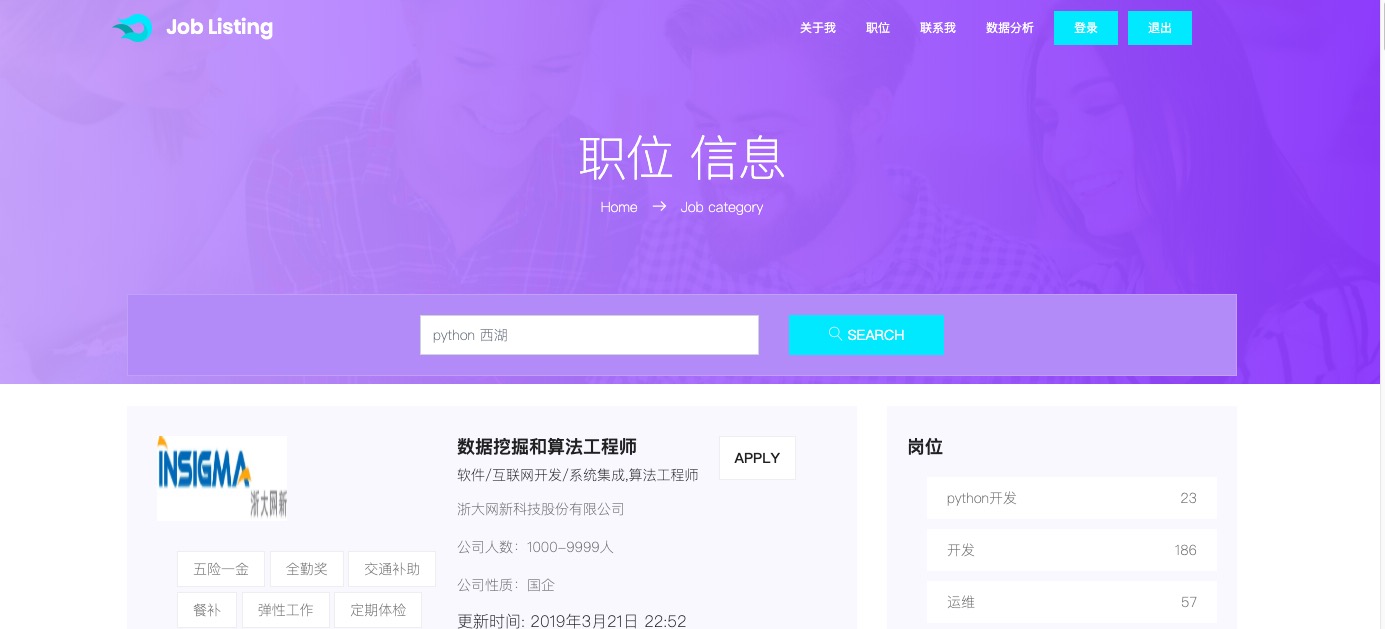 Job Listing
关于我 职位 联系我 数据分析 登录 退出
职位 信息
Home → Job category
python 西湖
SEARCH
INSIGMA
浙大网新
五险一金 全勤奖 交通补助
餐补 弹性工作 定期体检
数据挖掘和算法工程师
APPLY
软件/互联网开发/系统集成,算法工程师
浙大网新科技股份有限公司
公司人数：1000-9999人
公司性质：国企
更新时间: 2019年3月21日 22:52
岗位
python开发 23
开发 186
运维 57